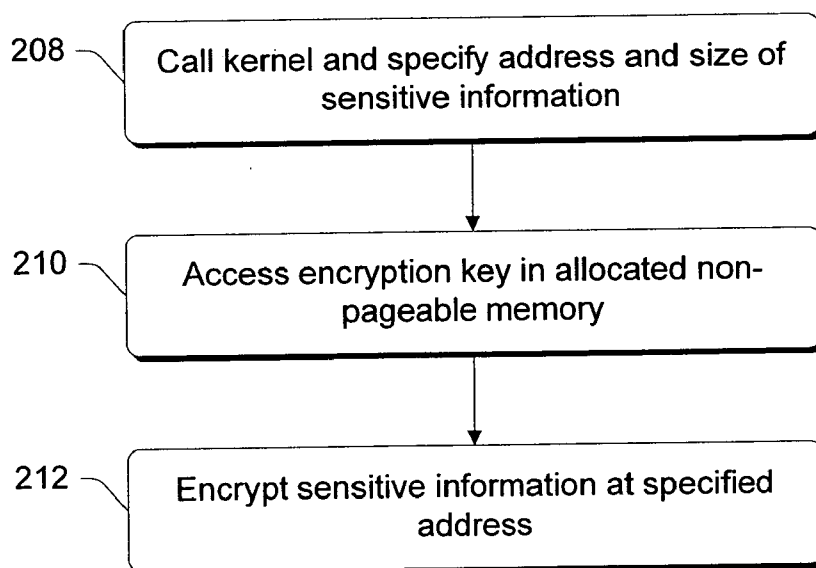 208
Call kernel and specify address and size of
sensitive information
210
Access encryption key in allocated non-
pageable memory
212
Encrypt sensitive information at specified
address